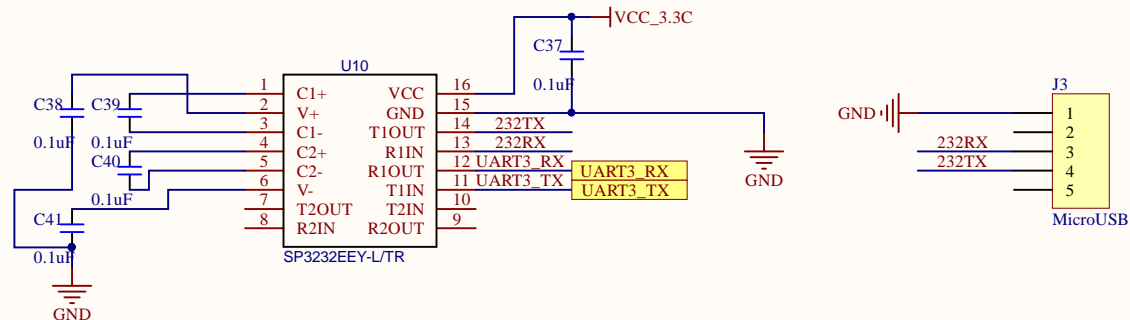 VCC_3.3C
C37
0.1uF
U10
J3
1 C1+ VCC 16
2 V+ GND 15
3 C1- T1OUT 14 232TX
4 C2+ R1IN 13 232RX
5 C2- R1OUT 12 UART3_RX UART3_RX
6 V- T1IN 11 UART3_TX UART3_TX
7 T2OUT T2IN 10
8 R2IN R2OUT 9
SP3232EEY-L/TR
C38
0.1uF
C39
0.1uF
C40
0.1uF
C41
0.1uF
GND
GND
GND
1
2
232RX 3
232TX 4
5
MicroUSB